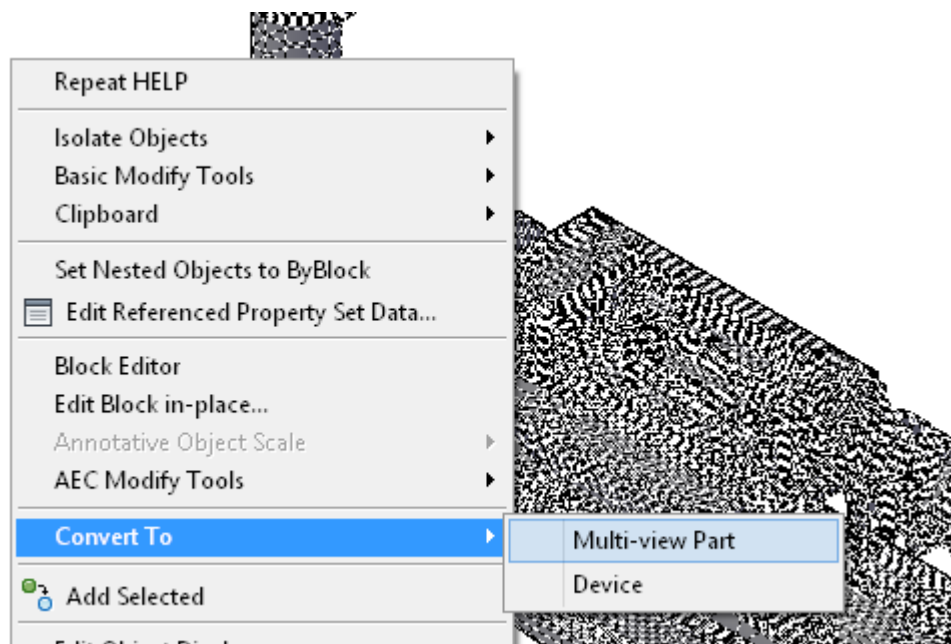 Repeat HELP
Isolate Objects
Basic Modify Tools
Clipboard
Set Nested Objects to ByBlock
Edit Referenced Property Set Data...
Block Editor
Edit Block in-place...
Annotative Object Scale
AEC Modify Tools
Convert To
Multi-view Part
Device
Add Selected